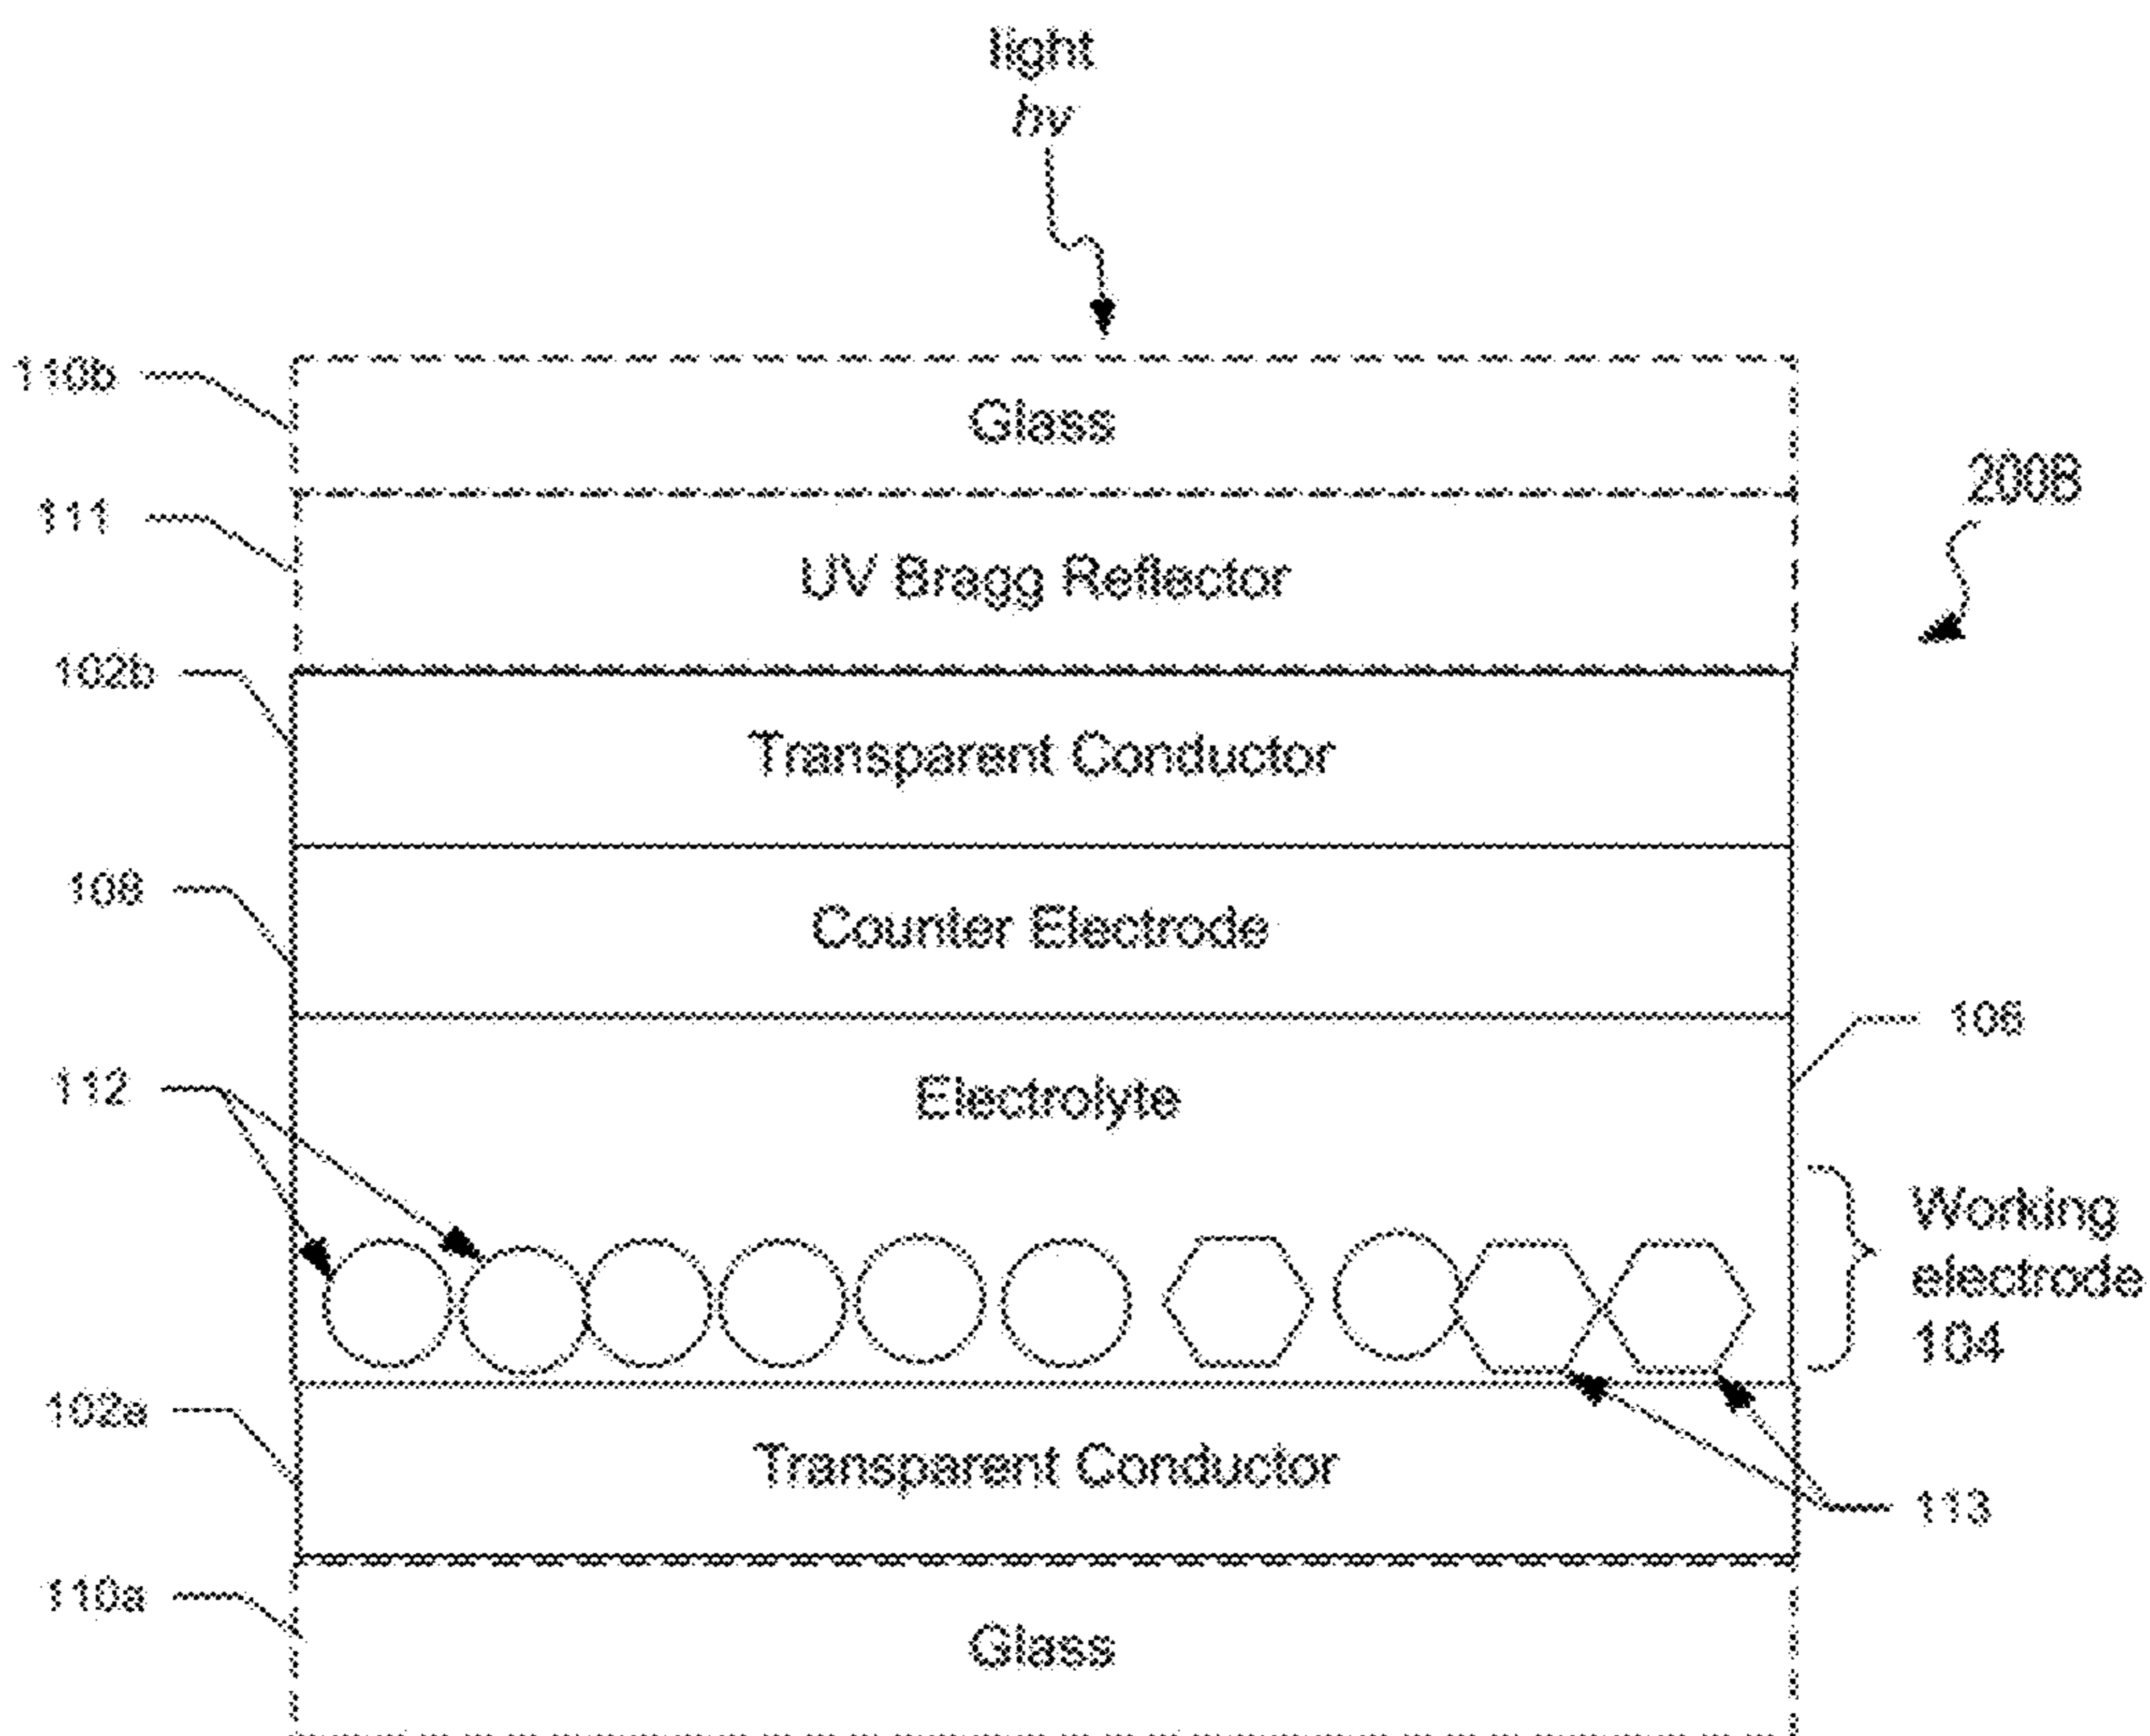 light
hv
110b
Glass
111
UV Bragg Reflector
200B
102b
Transparent Conductor
108
Counter Electrode
106
112
Electrolyte
Working
electrode
104
102a
Transparent Conductor
113
110a
Glass